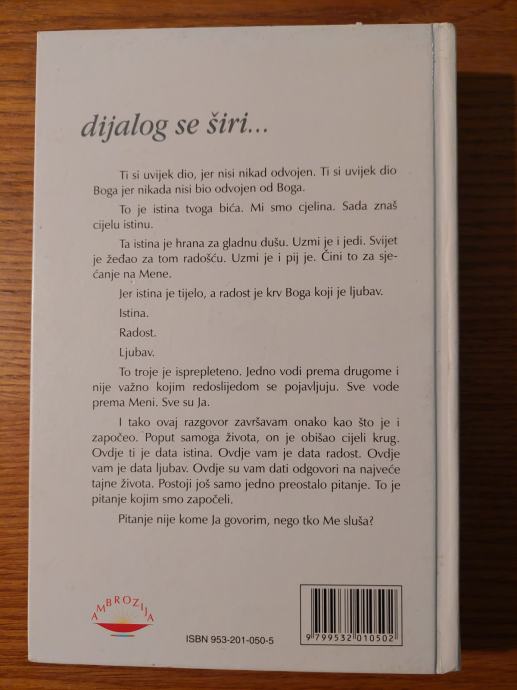 dijalog se širi...
Ti si uvijek dio, jer nisi nikad odvojen. Ti si uvijek dio
Boga jer nikada nisi bio odvojen od Boga.
To je istina tvoga bića. Mi smo cjelina. Sada znaš
cijelu istinu.
Ta istina je hrana za gladnu dušu. Uzmi je i jedi. Svijet
je žeđao za tom radošću. Uzmi je i pij je. Čini to za sje-
ćanje na Mene.
Jer istina je tijelo, a radost je krv Boga koji je ljubav.
Istina.
Radost.
Ljubav.
To troje je isprepleteno. Jedno vodi prema drugome i
nije važno kojim redoslijedom se pojavljuju. Sve vode
prema Meni. Sve su Ja.
I tako ovaj razgovor završavam onako kao što je i
započeo. Poput samoga života, on je obišao cijeli krug.
Ovdje ti je data istina. Ovdje vam je data radost. Ovdje
vam je data ljubav. Ovdje su vam dati odgovori na najveće
tajne života. Postoji još samo jedno preostalo pitanje. To je
pitanje kojim smo započeli.
Pitanje nije kome Ja govorim, nego tko Me sluša?
AMBROZIJA
ISBN 953-201-050-5
9 799532 010502